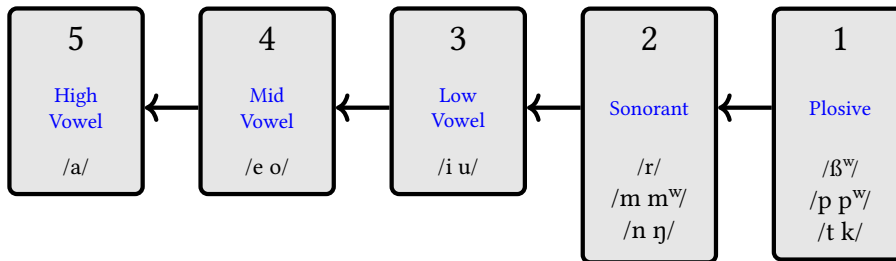 5 4 3 2 1
High Vowel Mid Vowel Low Vowel Sonorant Plosive
/a/ /e o/ /i u/ /r/ /ßʷ/
/m mʷ/ /p pʷ/
/n ŋ/ /t k/